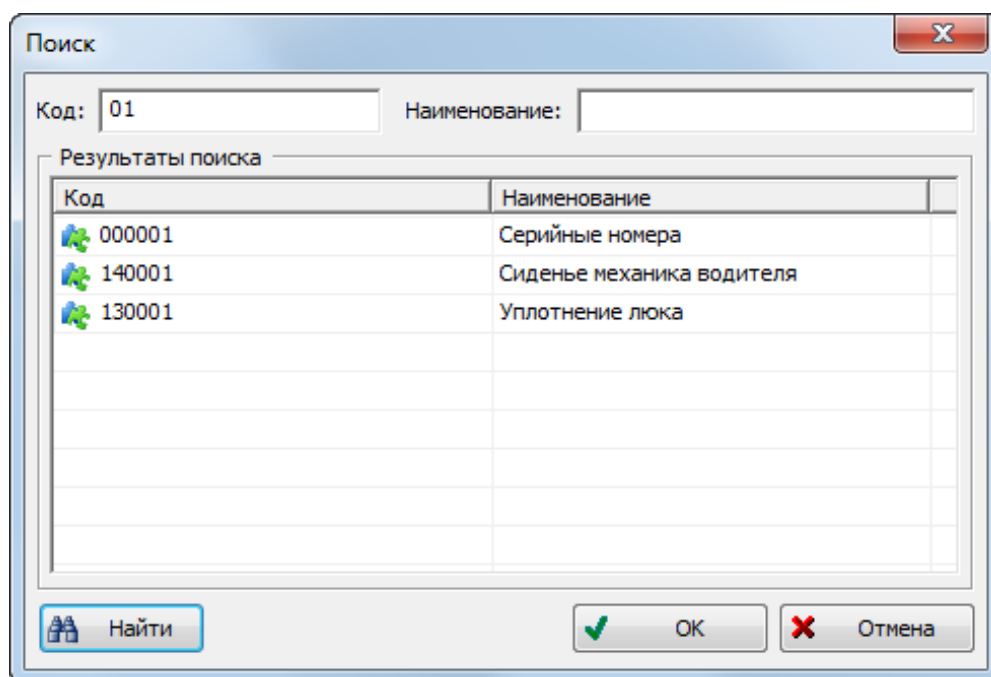 Поиск
Код: 01 Наименование:
Результаты поиска
Код Наименование
000001 Серийные номера
140001 Сиденье механика водителя
130001 Уплотнение люка
Найти OK Отмена